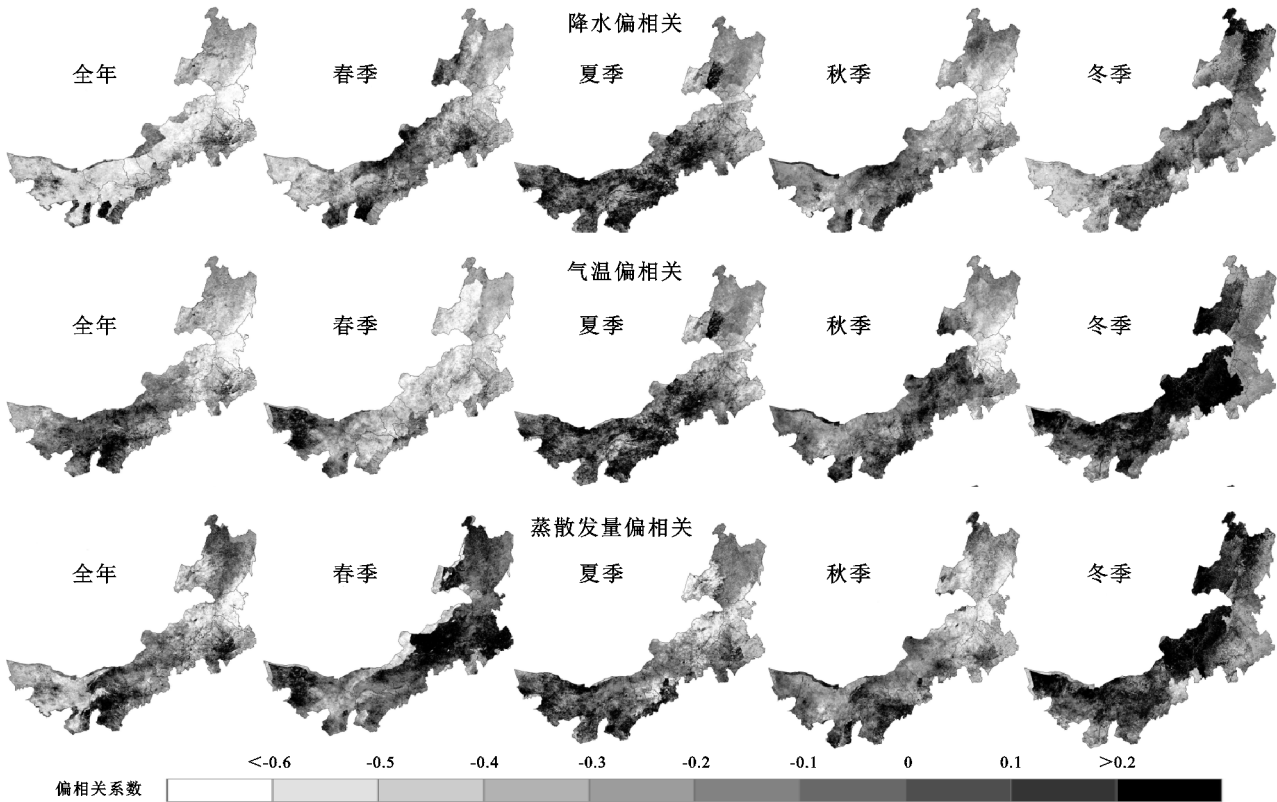 降水偏相关
全年 春季 夏季 秋季 冬季
气温偏相关
全年 春季 夏季 秋季 冬季
蒸散发量偏相关
全年 春季 夏季 秋季 冬季
<-0.6 -0.5 -0.4 -0.3 -0.2 -0.1 0 0.1 >0.2
偏相关系数